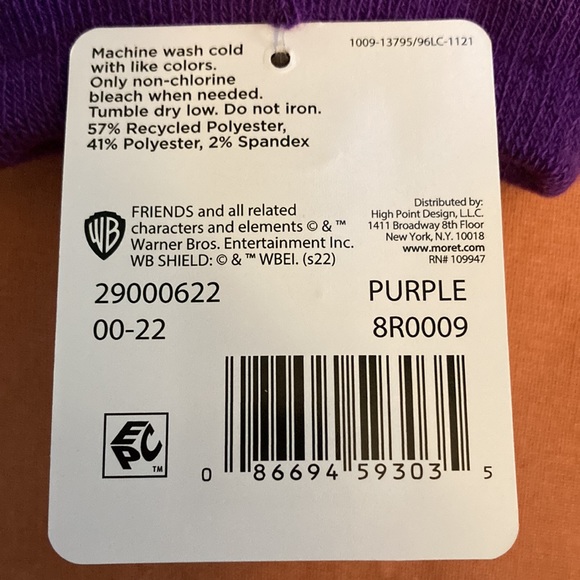 1009-13795/96LC-1121
Machine wash cold
with like colors.
Only non-chlorine
bleach when needed.
Tumble dry low. Do not iron.
57% Recycled Polyester,
41% Polyester, 2% Spandex
WB
FRIENDS and all related
characters and elements © & ™
Warner Bros. Entertainment Inc.
WB SHIELD: © & ™ WBEI. (s22)
Distributed by:
High Point Design, L.L.C.
1411 Broadway 8th Floor
New York, N.Y. 10018
www.moret.com
RN# 109947
29000622
PURPLE
00-22
8R0009
EPC ™
0 86694 59303 5